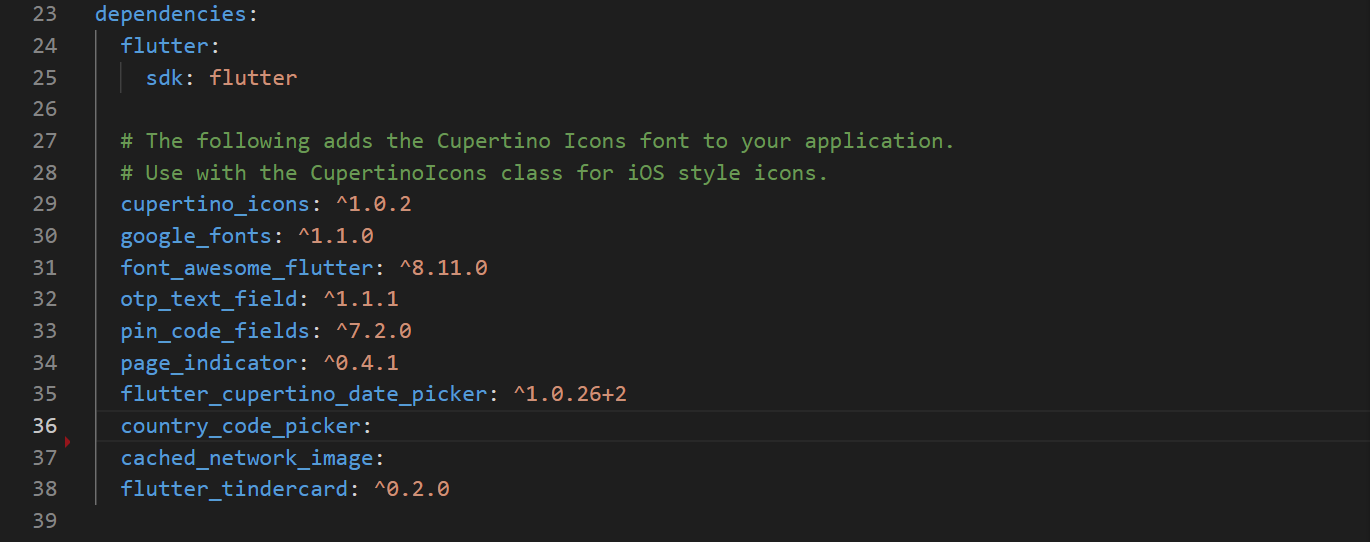 23 dependencies:
24   flutter:
25     sdk: flutter
26
27   # The following adds the Cupertino Icons font to your application.
28   # Use with the CupertinoIcons class for iOS style icons.
29   cupertino_icons: ^1.0.2
30   google_fonts: ^1.1.0
31   font_awesome_flutter: ^8.11.0
32   otp_text_field: ^1.1.1
33   pin_code_fields: ^7.2.0
34   page_indicator: ^0.4.1
35   flutter_cupertino_date_picker: ^1.0.26+2
36   country_code_picker:
37   cached_network_image:
38   flutter_tindercard: ^0.2.0
39